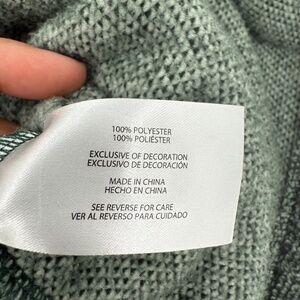 100% POLYESTER
100% POLIÉSTER
EXCLUSIVE OF DECORATION
EXCLUSIVO DE DECORACIÓN
MADE IN CHINA
HECHO EN CHINA
SEE REVERSE FOR CARE
VER AL REVERSO PARA CUIDADO